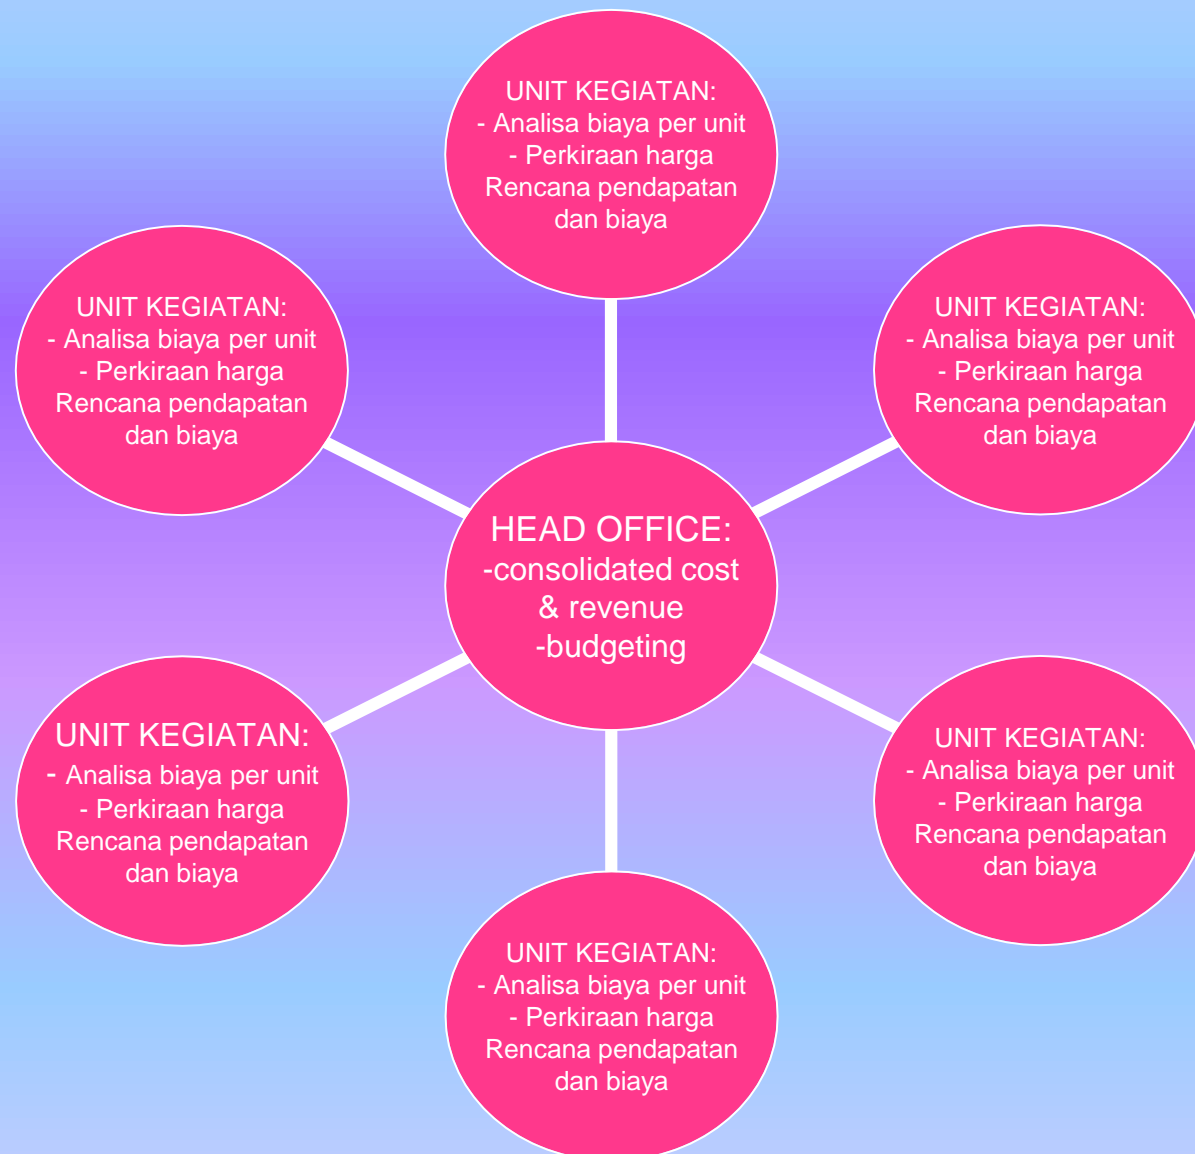 UNIT KEGIATAN:
- Analisa biaya per unit
- Perkiraan harga
Rencana pendapatan
dan biaya
UNIT KEGIATAN:
- Analisa biaya per unit
- Perkiraan harga
Rencana pendapatan
dan biaya
UNIT KEGIATAN:
- Analisa biaya per unit
- Perkiraan harga
Rencana pendapatan
dan biaya
HEAD OFFICE:
-consolidated cost
& revenue
-budgeting
UNIT KEGIATAN:
- Analisa biaya per unit
- Perkiraan harga
Rencana pendapatan
dan biaya
UNIT KEGIATAN:
- Analisa biaya per unit
- Perkiraan harga
Rencana pendapatan
dan biaya
UNIT KEGIATAN:
- Analisa biaya per unit
- Perkiraan harga
Rencana pendapatan
dan biaya